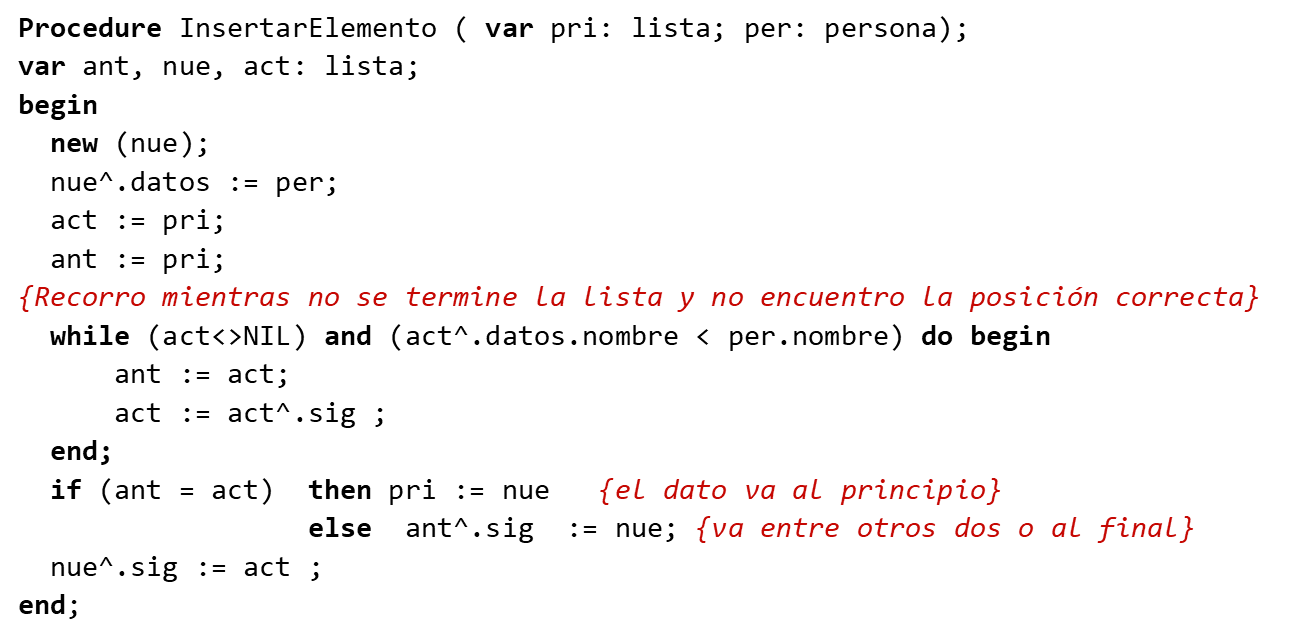 Procedure InsertarElemento ( var pri: lista; per: persona);
var ant, nue, act: lista;
begin
  new (nue);
  nue^.datos := per;
  act := pri;
  ant := pri;
{Recorro mientras no se termine la lista y no encuentro la posición correcta}
  while (act<>NIL) and (act^.datos.nombre < per.nombre) do begin
      ant := act;
      act := act^.sig ;
  end;
  if (ant = act)  then pri := nue   {el dato va al principio}
                  else  ant^.sig  := nue; {va entre otros dos o al final}
  nue^.sig := act ;
end;